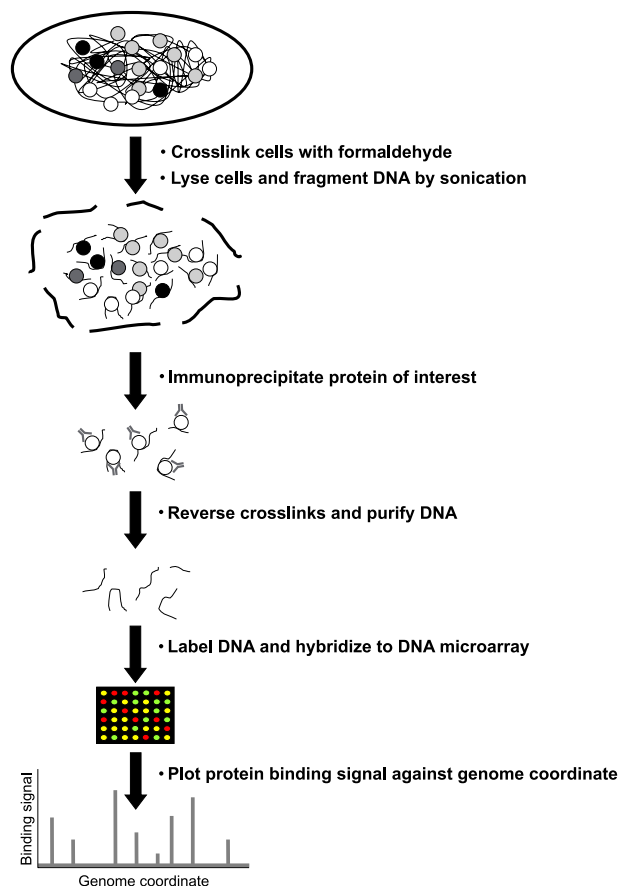 • Crosslink cells with formaldehyde
• Lyse cells and fragment DNA by sonication
• Immunoprecipitate protein of interest
• Reverse crosslinks and purify DNA
• Label DNA and hybridize to DNA microarray
• Plot protein binding signal against genome coordinate
Binding signal
Genome coordinate